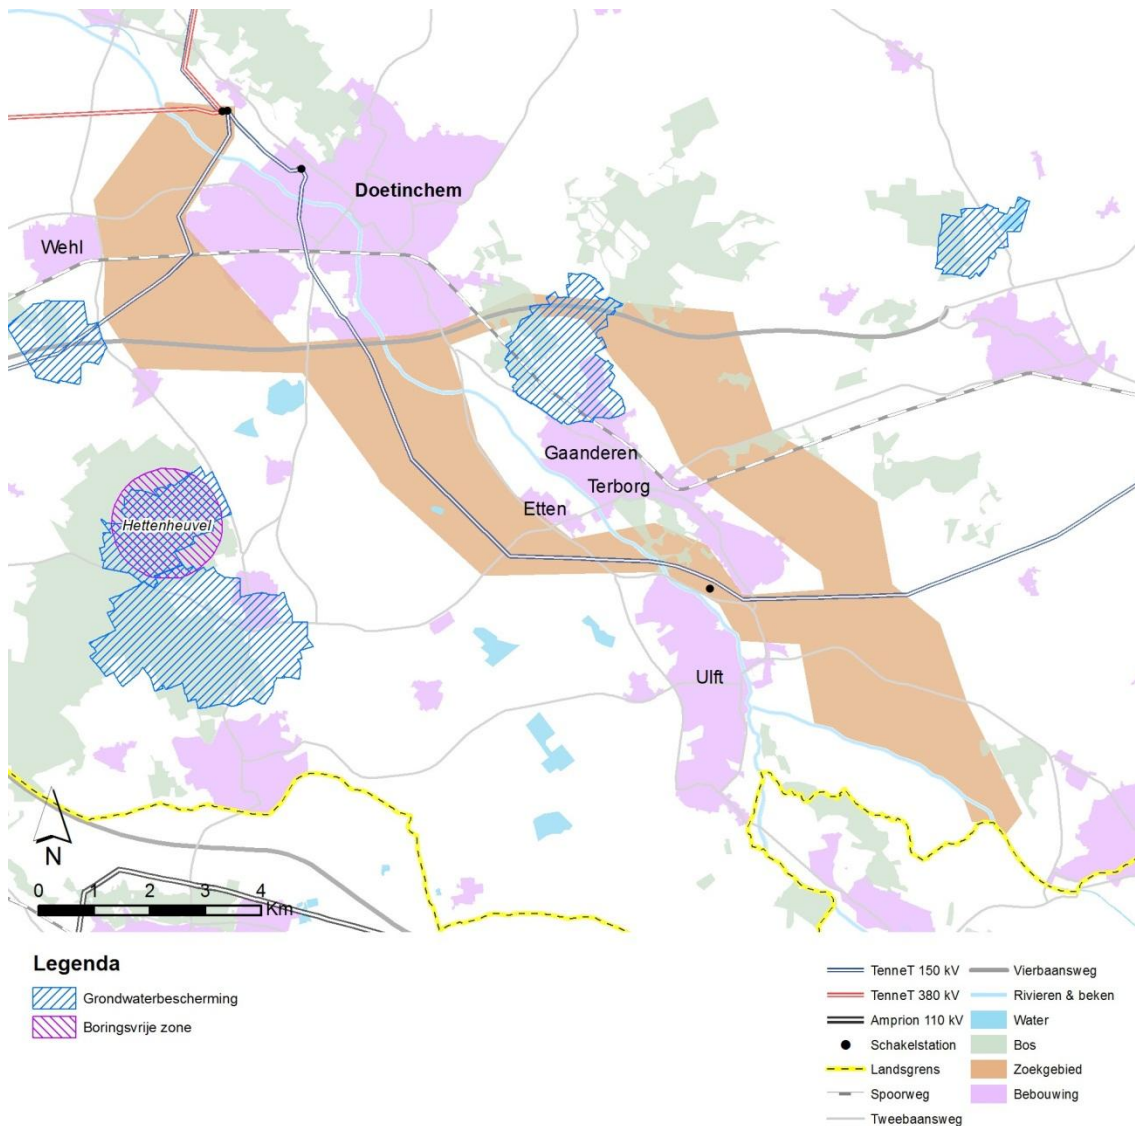 Doetinchem
Wehl
Gaanderen
Terborg
Etten
Hettenheuvel
Ulft
N
0 1 2 3 4
Km
Legenda
Grondwaterbescherming
Boringsvrije zone
TenneT 150 kV
TenneT 380 kV
Amprion 110 kV
Schakelstation
Landsgrens
Spoorweg
Tweebaansweg
Vierbaansweg
Rivieren & beken
Water
Bos
Zoekgebied
Bebouwing